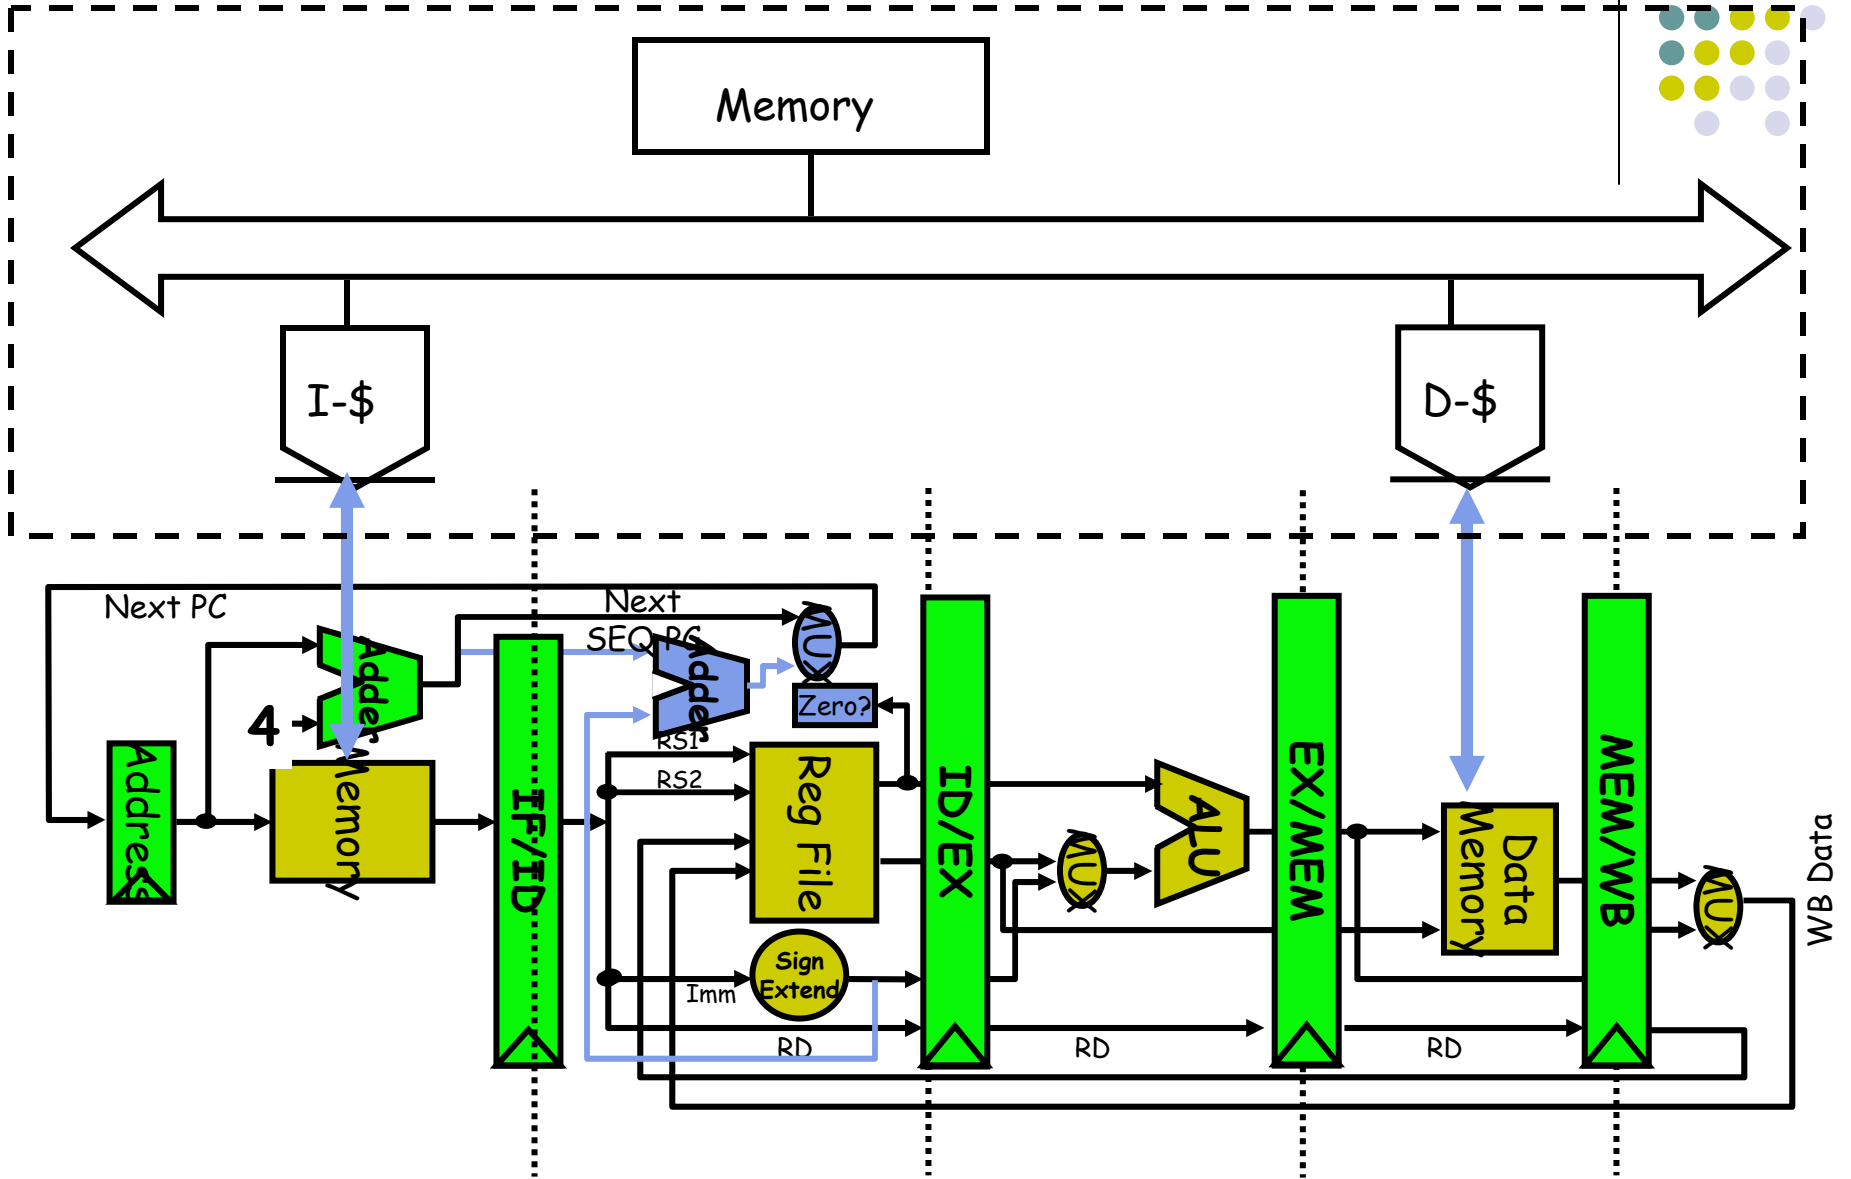 Memory
I-$
D-$
Next PC
Next
SEQ PC
Adder
4
Adder
MUX
Zero?
Address
Memory
IF/ID
RS1
RS2
Reg File
ID/EX
MUX
ALU
EX/MEM
Data
Memory
MEM/WB
MUX
WB Data
Sign
Extend
Imm
RD
RD
RD